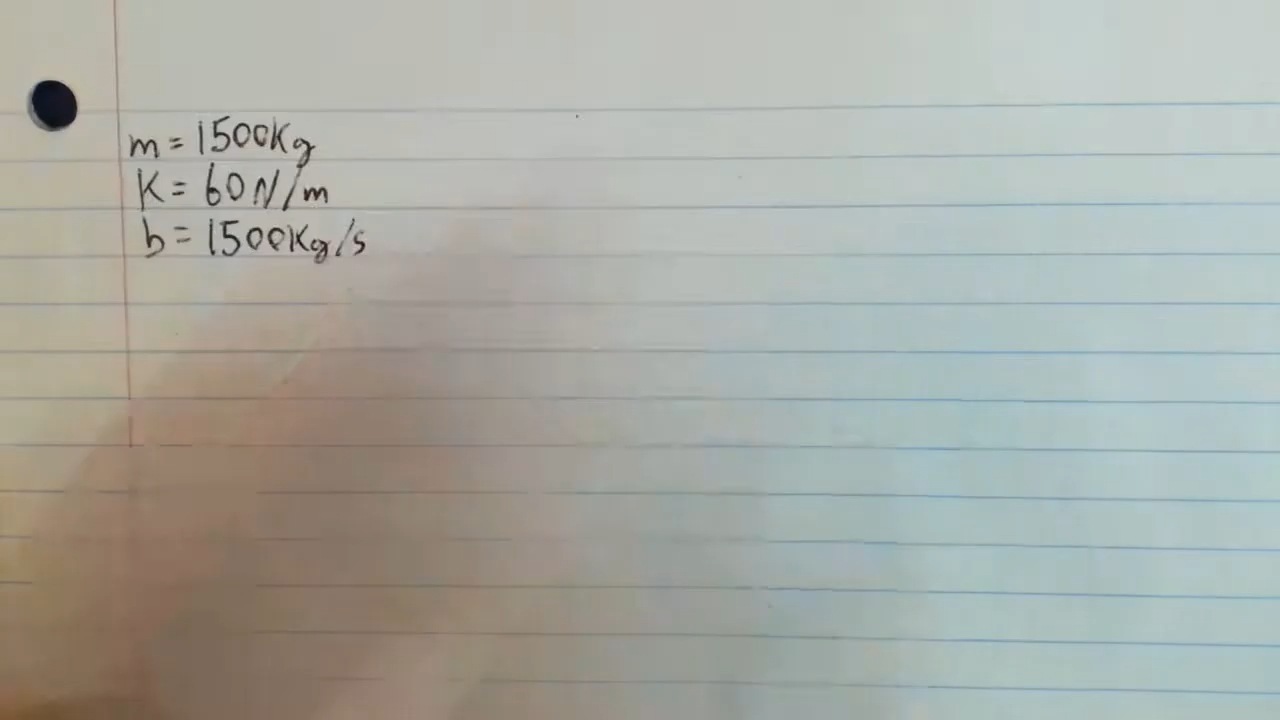 m = 1500Kg
K = 60N/m
b = 1500Kg/s